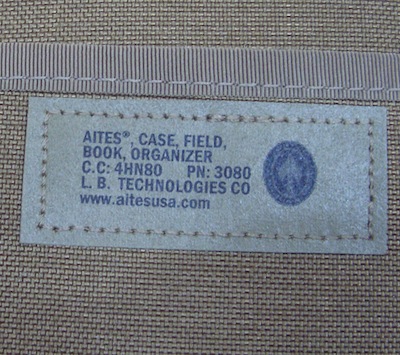 AITES®, CASE, FIELD,
BOOK, ORGANIZER
C.C: 4HN80 PN: 3080
L. B. TECHNOLOGIES CO
www.aitesusa.com